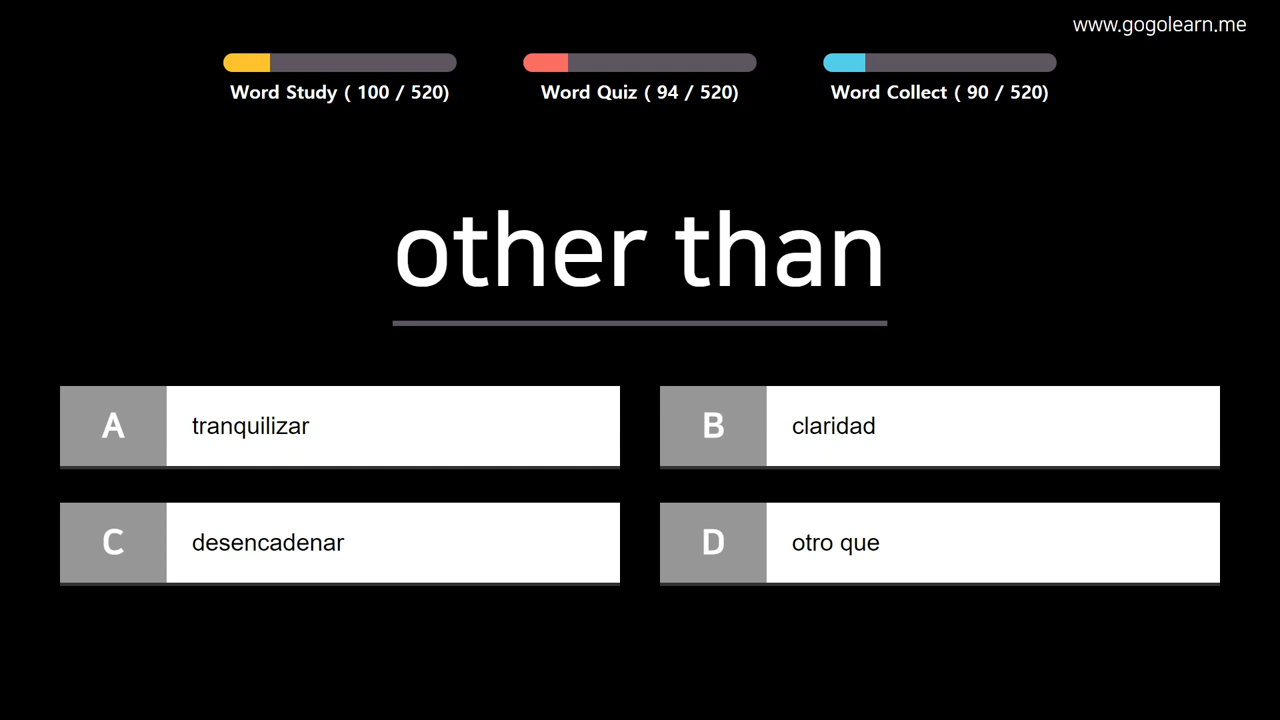 www.gogolearn.me
Word Study ( 100 / 520)
Word Quiz ( 94 / 520)
Word Collect ( 90 / 520)
other than
A tranquilizar
B claridad
C desencadenar
D otro que